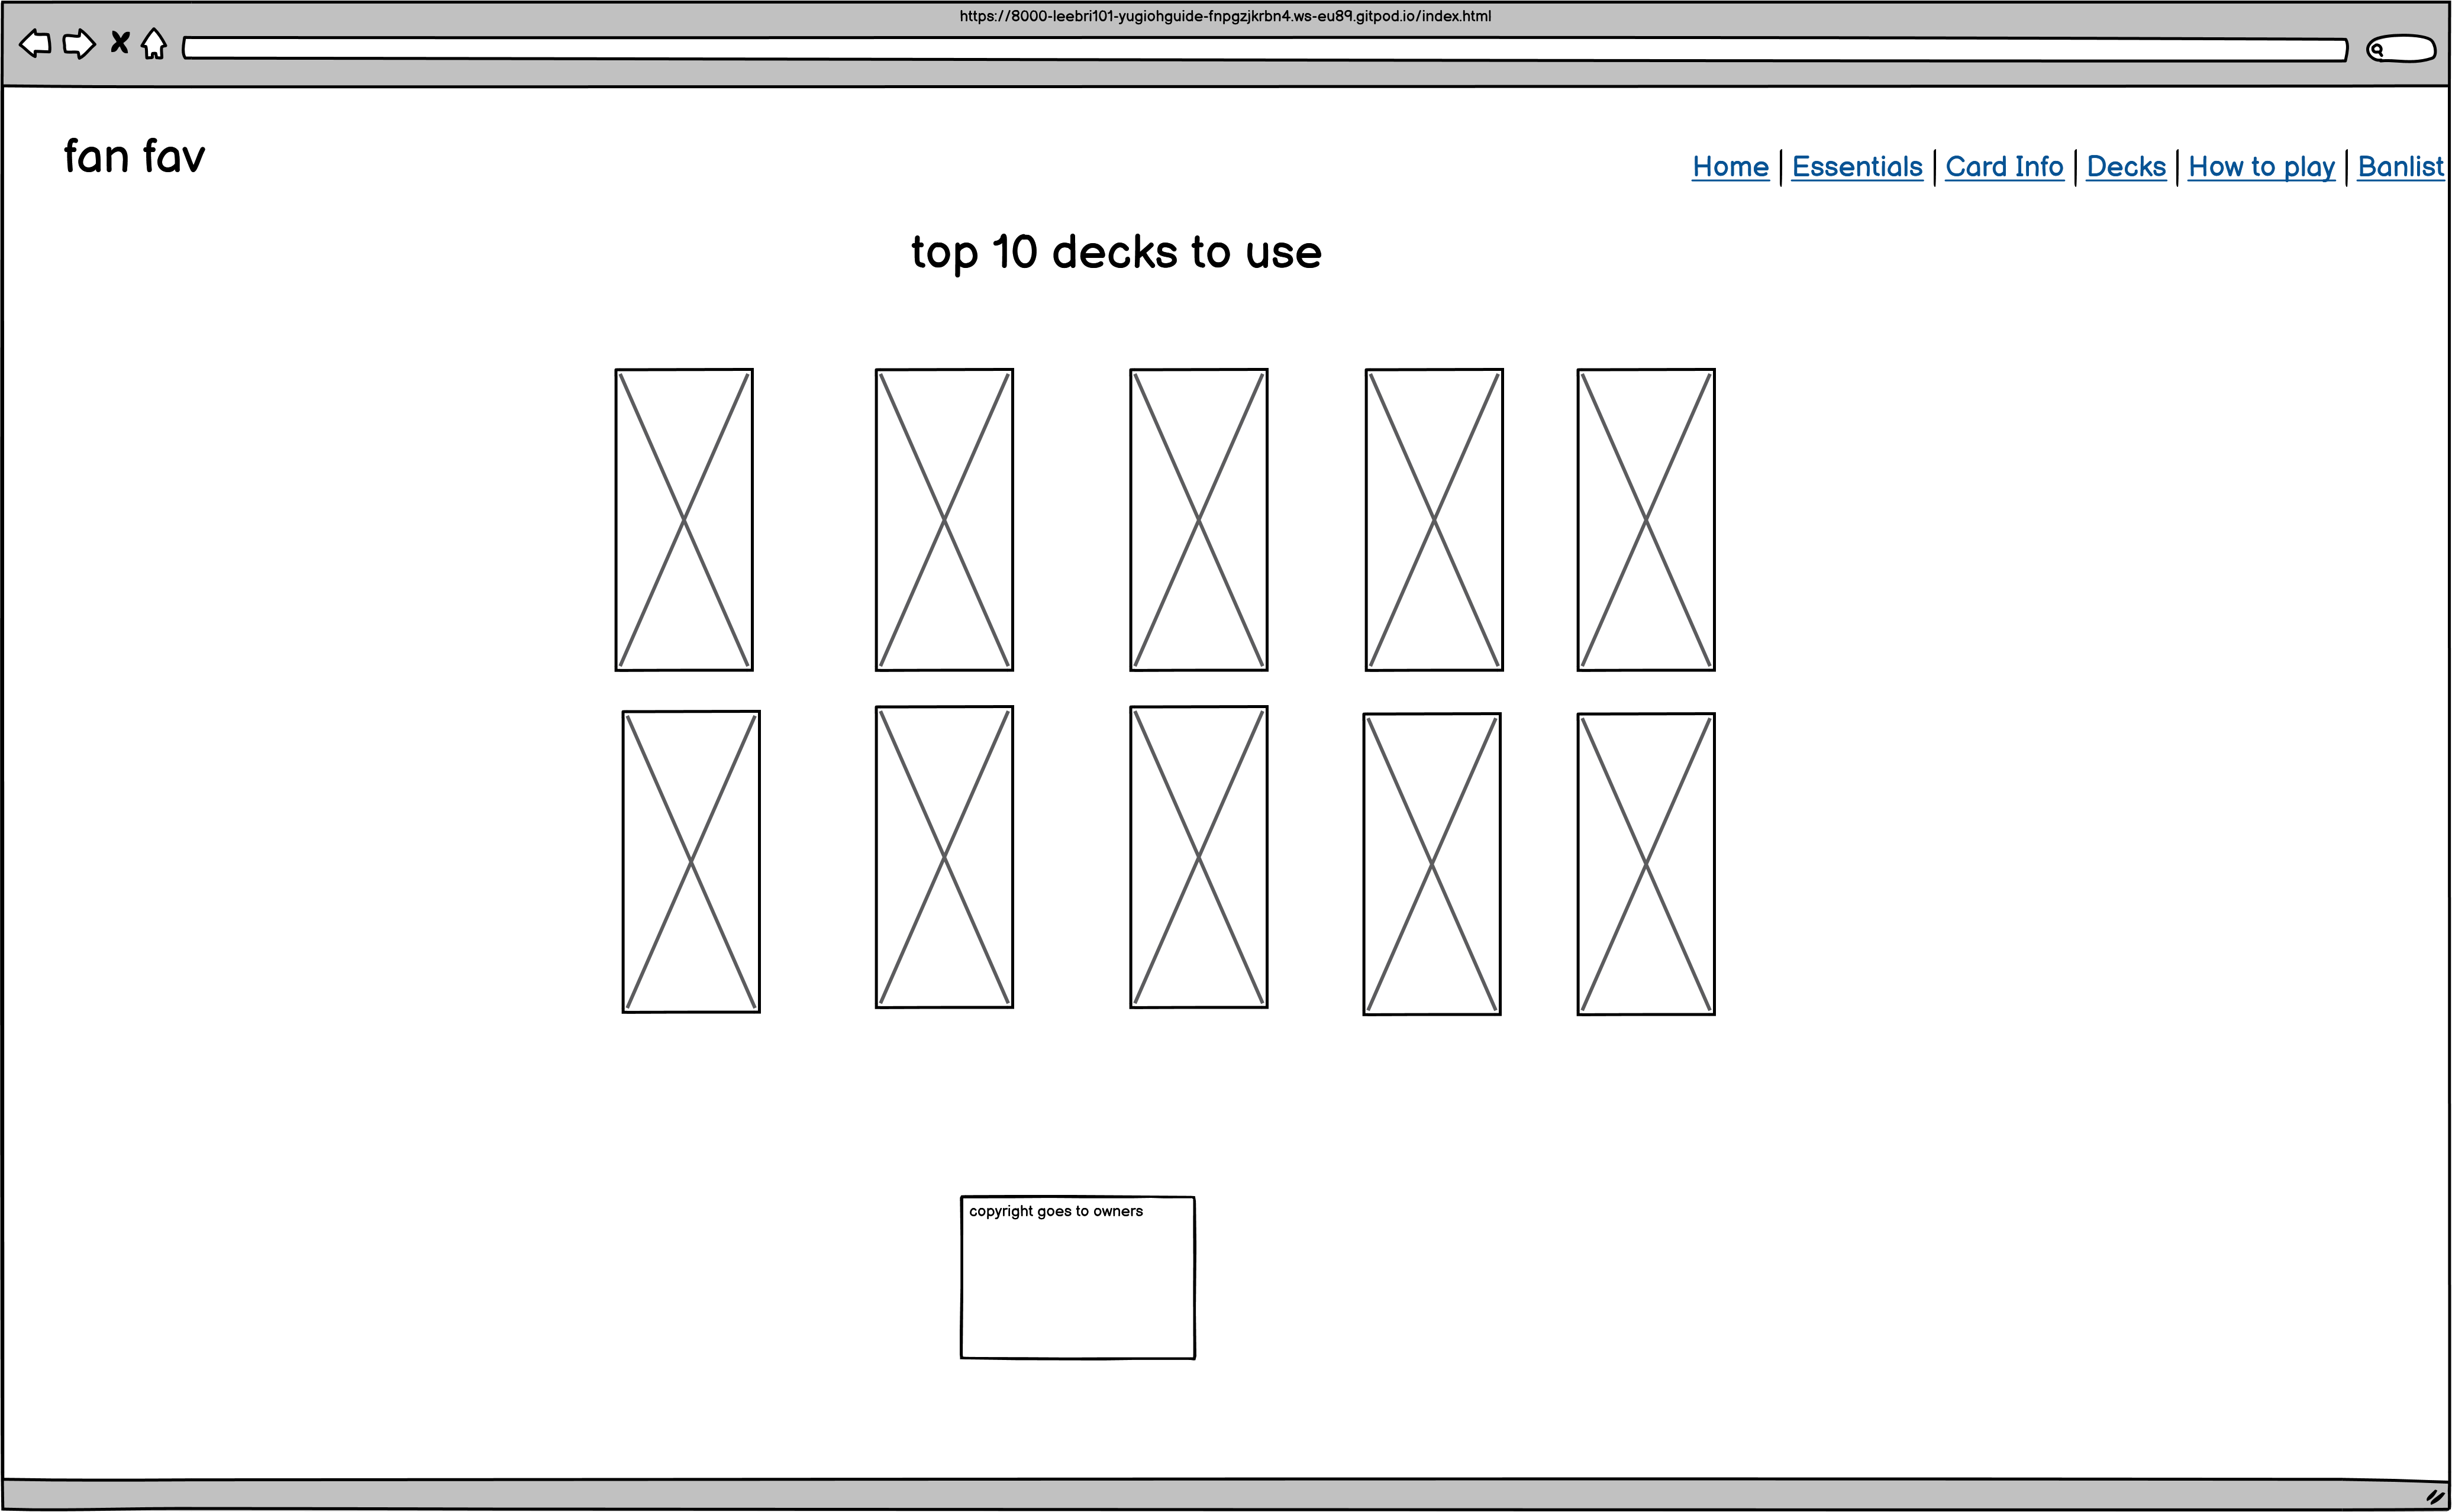 https://8000-leebri101-yugiohguide-fnpgzjkrbn4.ws-eu89.gitpod.io/index.html
fan fav
Home | Essentials | Card Info | Decks | How to play | Banlist
top 10 decks to use
copyright goes to owners